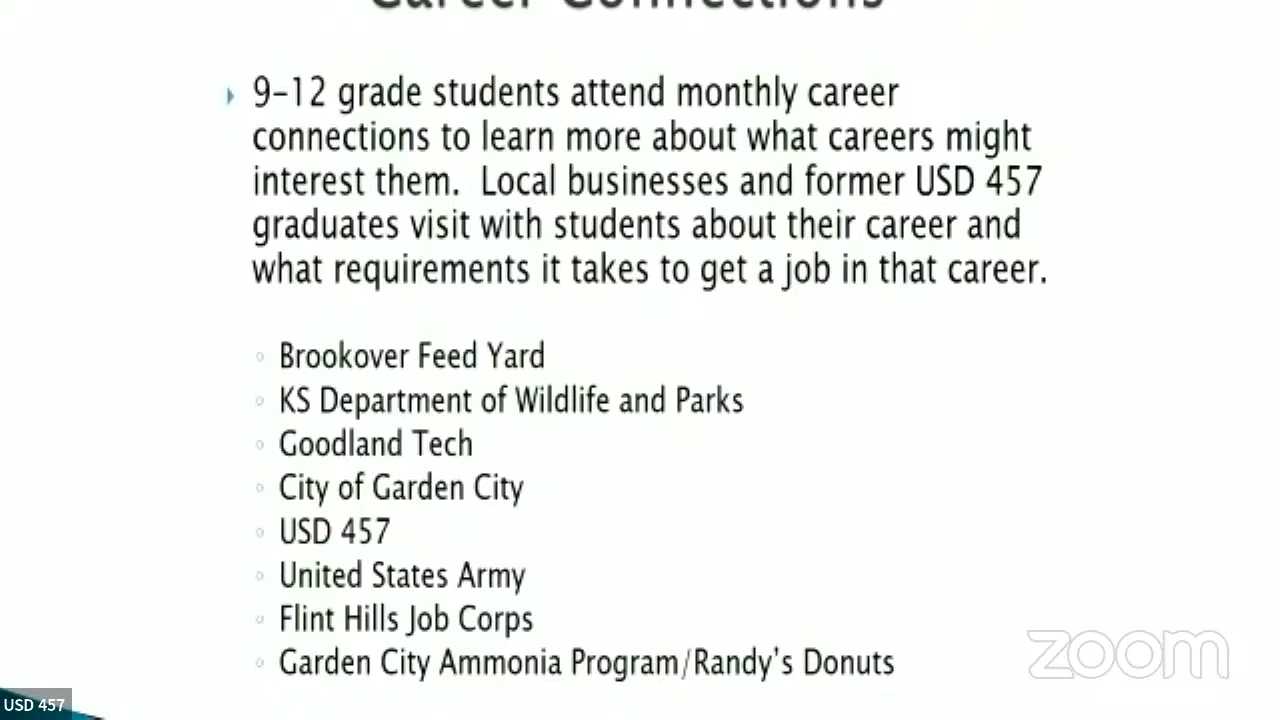 Career Connections
9-12 grade students attend monthly career
connections to learn more about what careers might
interest them. Local businesses and former USD 457
graduates visit with students about their career and
what requirements it takes to get a job in that career.
Brookover Feed Yard
KS Department of Wildlife and Parks
Goodland Tech
City of Garden City
USD 457
United States Army
Flint Hills Job Corps
Garden City Ammonia Program/Randy's Donuts
zoom
USD 457